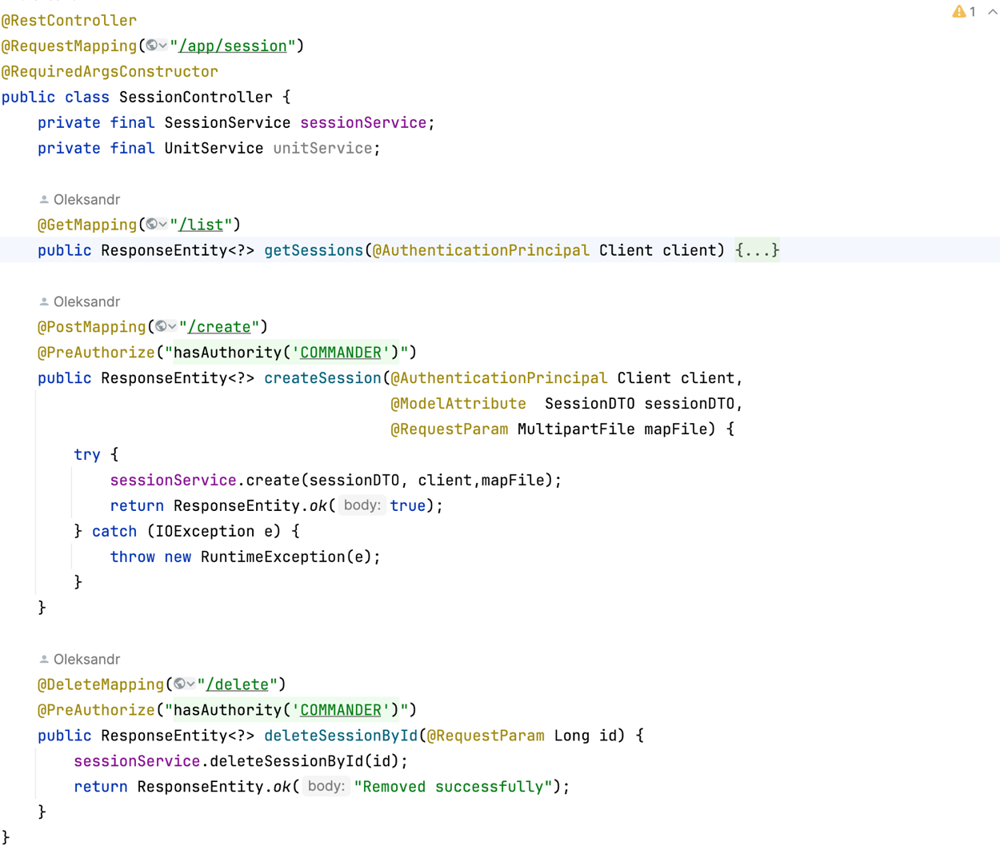 @RestController
1
@RequestMapping("/app/session")
@RequiredArgsConstructor
public class SessionController {
    private final SessionService sessionService;
    private final UnitService unitService;
    Oleksandr
    @GetMapping("/list")
    public ResponseEntity<?> getSessions(@AuthenticationPrincipal Client client) {...}
    Oleksandr
    @PostMapping("/create")
    @PreAuthorize("hasAuthority('COMMANDER')")
    public ResponseEntity<?> createSession(@AuthenticationPrincipal Client client,
                                           @ModelAttribute  SessionDTO sessionDTO,
                                           @RequestParam MultipartFile mapFile) {
        try {
            sessionService.create(sessionDTO, client,mapFile);
            return ResponseEntity.ok( body: true);
        } catch (IOException e) {
            throw new RuntimeException(e);
        }
    }
    Oleksandr
    @DeleteMapping("/delete")
    @PreAuthorize("hasAuthority('COMMANDER')")
    public ResponseEntity<?> deleteSessionById(@RequestParam Long id) {
        sessionService.deleteSessionById(id);
        return ResponseEntity.ok( body: "Removed successfully");
    }
}